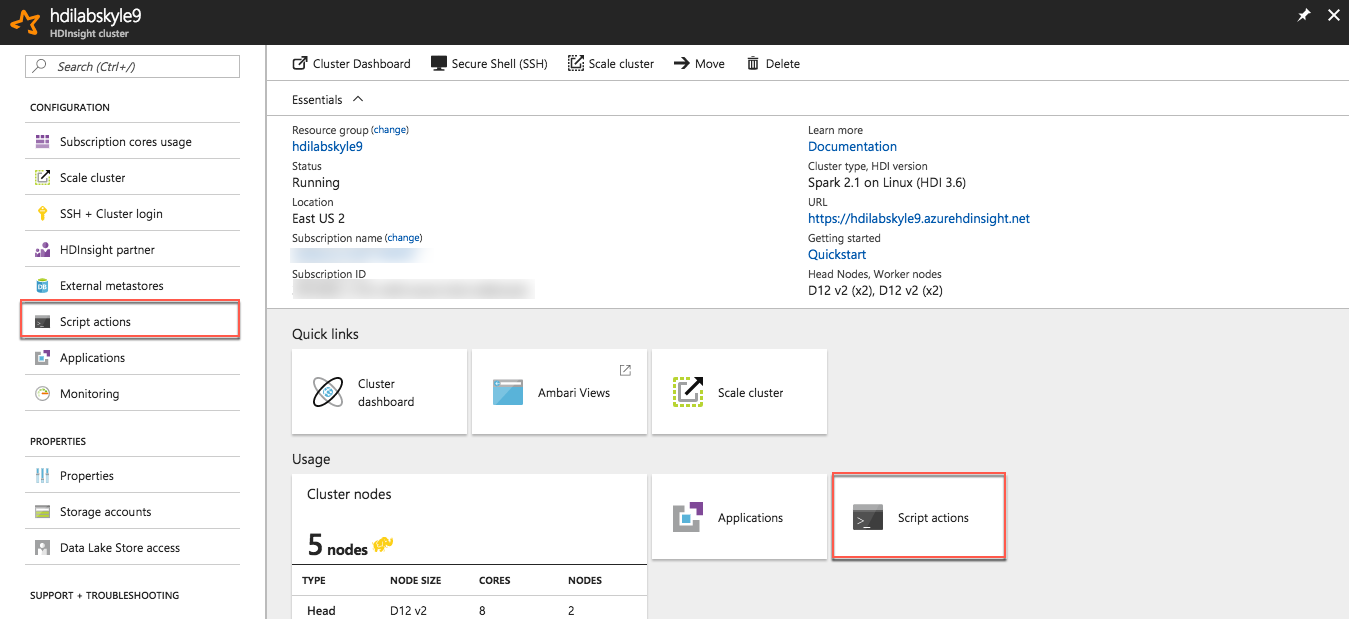 hdilabskyle9
HDInsight cluster
Search (Ctrl+/)
CONFIGURATION
Subscription cores usage
Scale cluster
SSH + Cluster login
HDInsight partner
External metastores
Script actions
Applications
Monitoring
PROPERTIES
Properties
Storage accounts
Data Lake Store access
SUPPORT + TROUBLESHOOTING
Cluster Dashboard Secure Shell (SSH) Scale cluster Move Delete
Essentials
Resource group (change)
hdilabskyle9
Status
Running
Location
East US 2
Subscription name (change)
Subscription ID
Learn more
Documentation
Cluster type, HDI version
Spark 2.1 on Linux (HDI 3.6)
URL
https://hdilabskyle9.azurehdinsight.net
Getting started
Quickstart
Head Nodes, Worker nodes
D12 v2 (x2), D12 v2 (x2)
Quick links
Cluster
dashboard
Ambari Views
Scale cluster
Usage
Cluster nodes
5 nodes
TYPE NODE SIZE CORES NODES
Head D12 v2 8 2
Applications
>_ Script actions